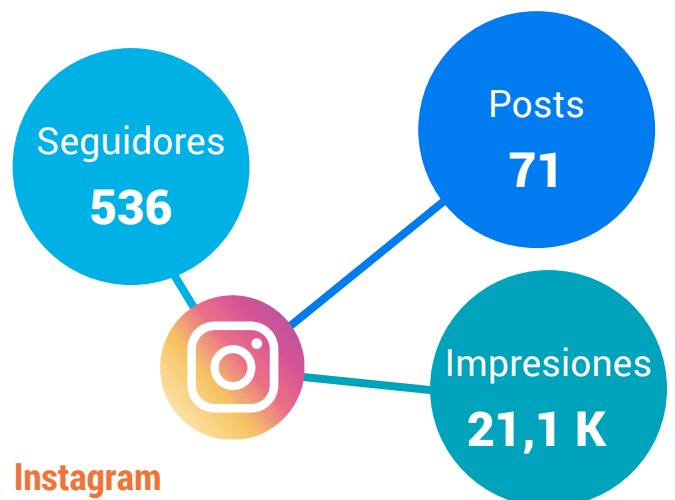 Seguidores
536
Posts
71
Impresiones
21,1 K
Instagram